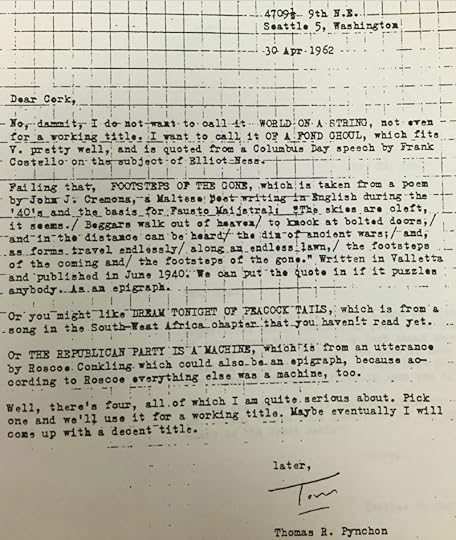 4709½ 9th N.E.
Seattle 5, Washington
30 Apr 1962
Dear Cork,
No, dammit, I do not want to call it WORLD ON A STRING, not even
for a working title. I want to call it OF A FOND GHOUL, which fits
V. pretty well, and is quoted from a Columbus Day speech by Frank
Costello on the subject of Elliot Ness.
Failing that, FOOTSTEPS OF THE GONE, which is taken from a poem
by John J. Cremona, a Maltese Poet writing in English during the
'40's and the basis for Fausto Maijstral: "The skies are cleft,
it seems./ Beggars walk out of heaven/ to knock at bolted doors,/
and in the distance can be heard/ the din of ancient wars;/ and,
as forms travel endlessly/ along an endless lawn,/ the footsteps
of the coming and/ the footsteps of the gone." Written in Valletta
and published in June 1940. We can put the quote in if it puzzles
anybody. As an epigraph.
Or you might like DREAM TONIGHT OF PEACOCK TAILS, which is from a
song in the South-West Africa chapter that you haven't read yet.
Or THE REPUBLICAN PARTY IS A MACHINE, which is from an utterance
by Roscoe Conkling which could also be an epigraph, because ac-
cording to Roscoe everything else was a machine, too.
Well, there's four, all of which I am quite serious about. Pick
one and we'll use it for a working title. Maybe eventually I will
come up with a decent title.
later,
Tom
Thomas R. Pynchon